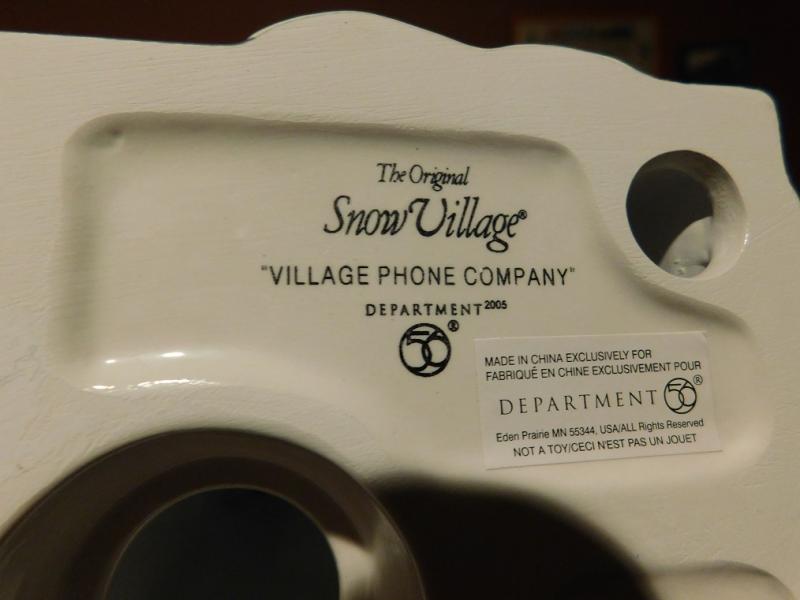 The Original
Snow Village®
"VILLAGE PHONE COMPANY"
DEPARTMENT 2005
56®
MADE IN CHINA EXCLUSIVELY FOR
FABRIQUÉ EN CHINE EXCLUSIVEMENT POUR
DEPARTMENT 56®
Eden Prairie MN 55344, USA/ALL Rights Reserved
NOT A TOY/CECI N'EST PAS UN JOUET